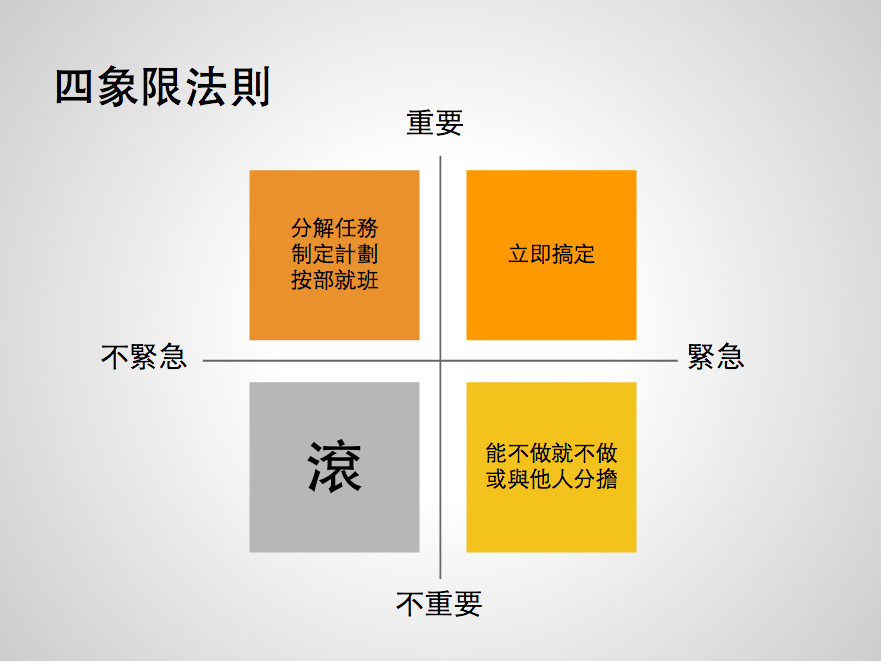 四象限法則
重要
分解任務
制定計劃
按部就班
立即搞定
不緊急
緊急
滾
能不做就不做
或與他人分擔
不重要